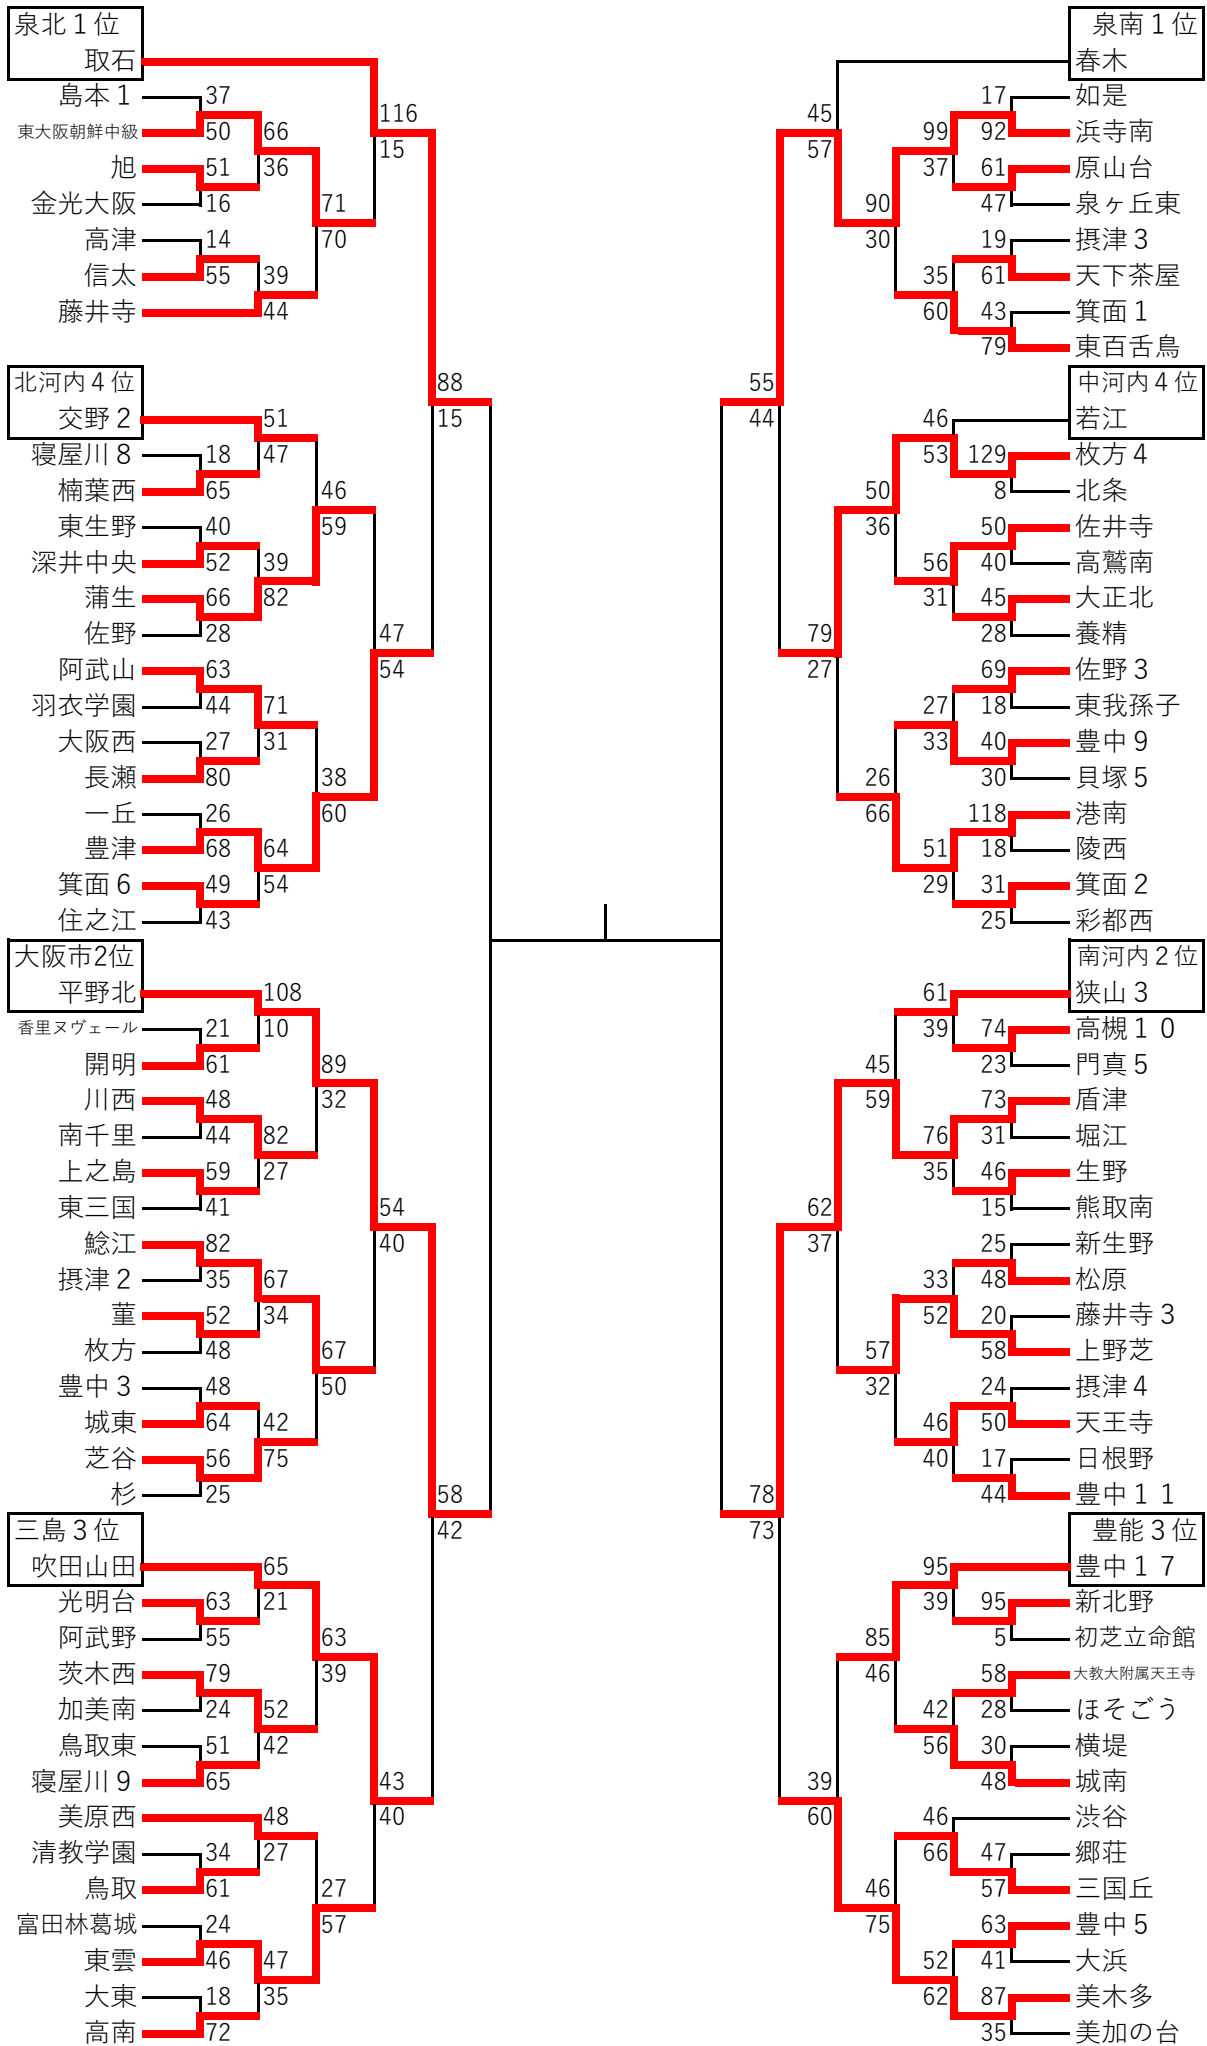 泉北１位
取石
島本１
東大阪朝鮮中級
旭
金光大阪
高津
信太
藤井寺
北河内４位
交野２
寝屋川８
楠葉西
東生野
深井中央
蒲生
佐野
阿武山
羽衣学園
大阪西
長瀬
一丘
豊津
箕面６
住之江
大阪市2位
平野北
香里ヌヴェール
開明
川西
南千里
上之島
東三国
鯰江
摂津２
菫
枚方
豊中３
城東
芝谷
杉
三島３位
吹田山田
光明台
阿武野
茨木西
加美南
鳥取東
寝屋川９
美原西
清教学園
鳥取
富田林葛城
東雲
大東
高南
37
50
51
16
14
55
18
65
40
52
66
28
63
44
27
80
26
68
49
43
21
61
48
44
59
41
82
35
52
48
48
64
56
25
63
55
79
24
51
65
34
61
24
46
18
72
66
36
39
44
51
47
39
82
71
31
64
54
108
10
82
27
67
34
42
75
65
21
52
42
48
27
47
35
71
70
46
59
38
60
89
32
67
50
63
39
27
57
116
15
47
54
54
40
43
40
88
15
58
42
55
44
78
73
45
57
79
27
62
37
39
60
90
30
50
36
26
66
45
59
57
32
85
46
46
75
99
37
35
60
46
53
56
31
27
33
51
29
61
39
76
35
33
52
46
40
95
39
42
56
46
66
52
62
17
92
61
47
19
61
43
79
129
8
50
40
45
28
69
18
40
30
118
18
31
25
74
23
73
31
46
15
25
48
20
58
24
50
17
44
95
5
58
28
30
48
47
57
63
41
87
35
泉南１位
春木
如是
浜寺南
原山台
泉ヶ丘東
摂津３
天下茶屋
箕面１
東百舌鳥
中河内４位
若江
枚方４
北条
佐井寺
高鷲南
大正北
養精
佐野３
東我孫子
豊中９
貝塚５
港南
陵西
箕面２
彩都西
南河内２位
狭山３
高槻１０
門真５
盾津
堀江
生野
熊取南
新生野
松原
藤井寺３
上野芝
摂津４
天王寺
日根野
豊中１１
豊能３位
豊中１７
新北野
初芝立命館
大教大附属天王寺
ほそごう
横堤
城南
渋谷
郷荘
三国丘
豊中５
大浜
美木多
美加の台